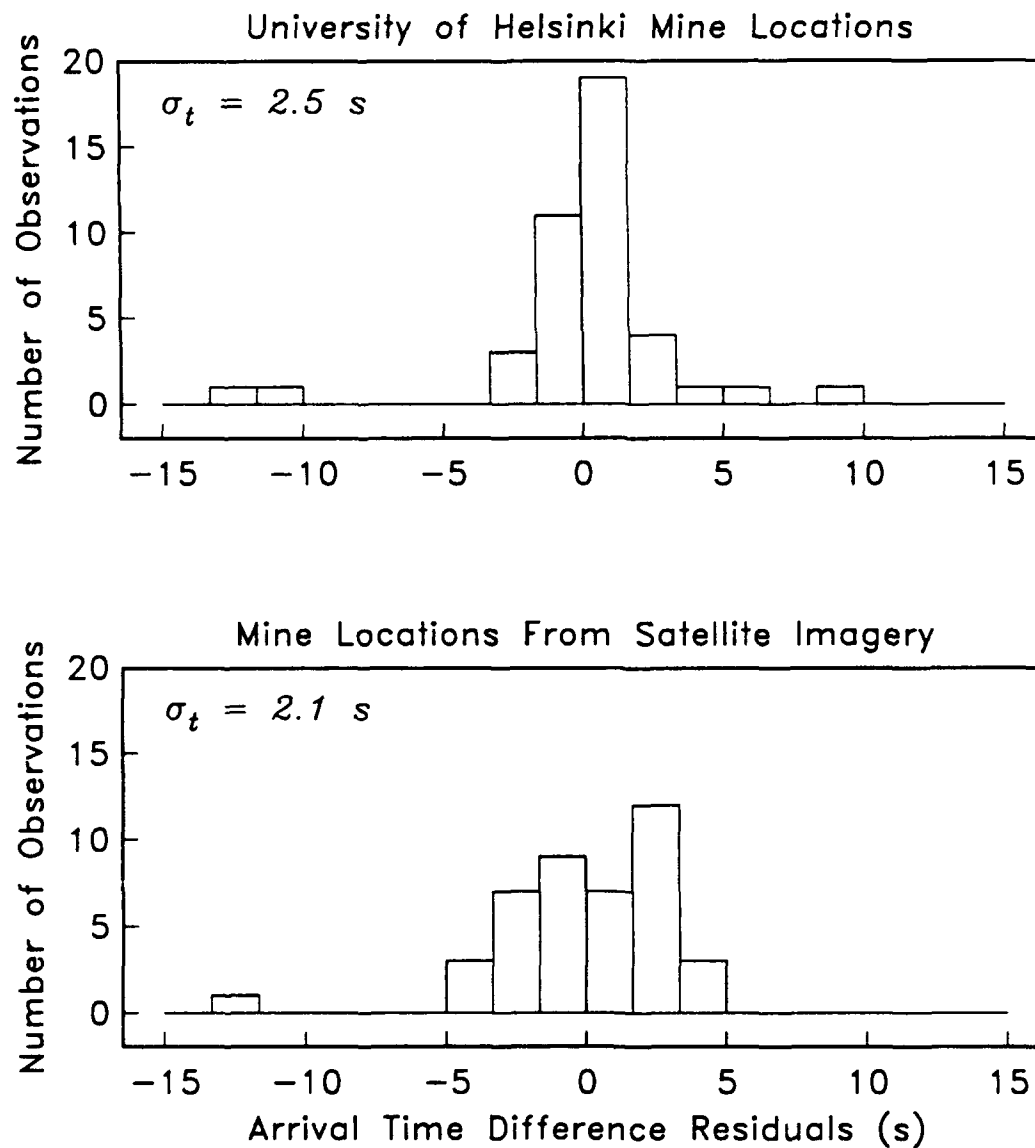 University of Helsinki Mine Locations
Number of Observations
20
15
10
5
0
σt = 2.5 s
-15 -10 -5 0 5 10 15
Mine Locations From Satellite Imagery
Number of Observations
20
15
10
5
0
σt = 2.1 s
-15 -10 -5 0 5 10 15
Arrival Time Difference Residuals (s)